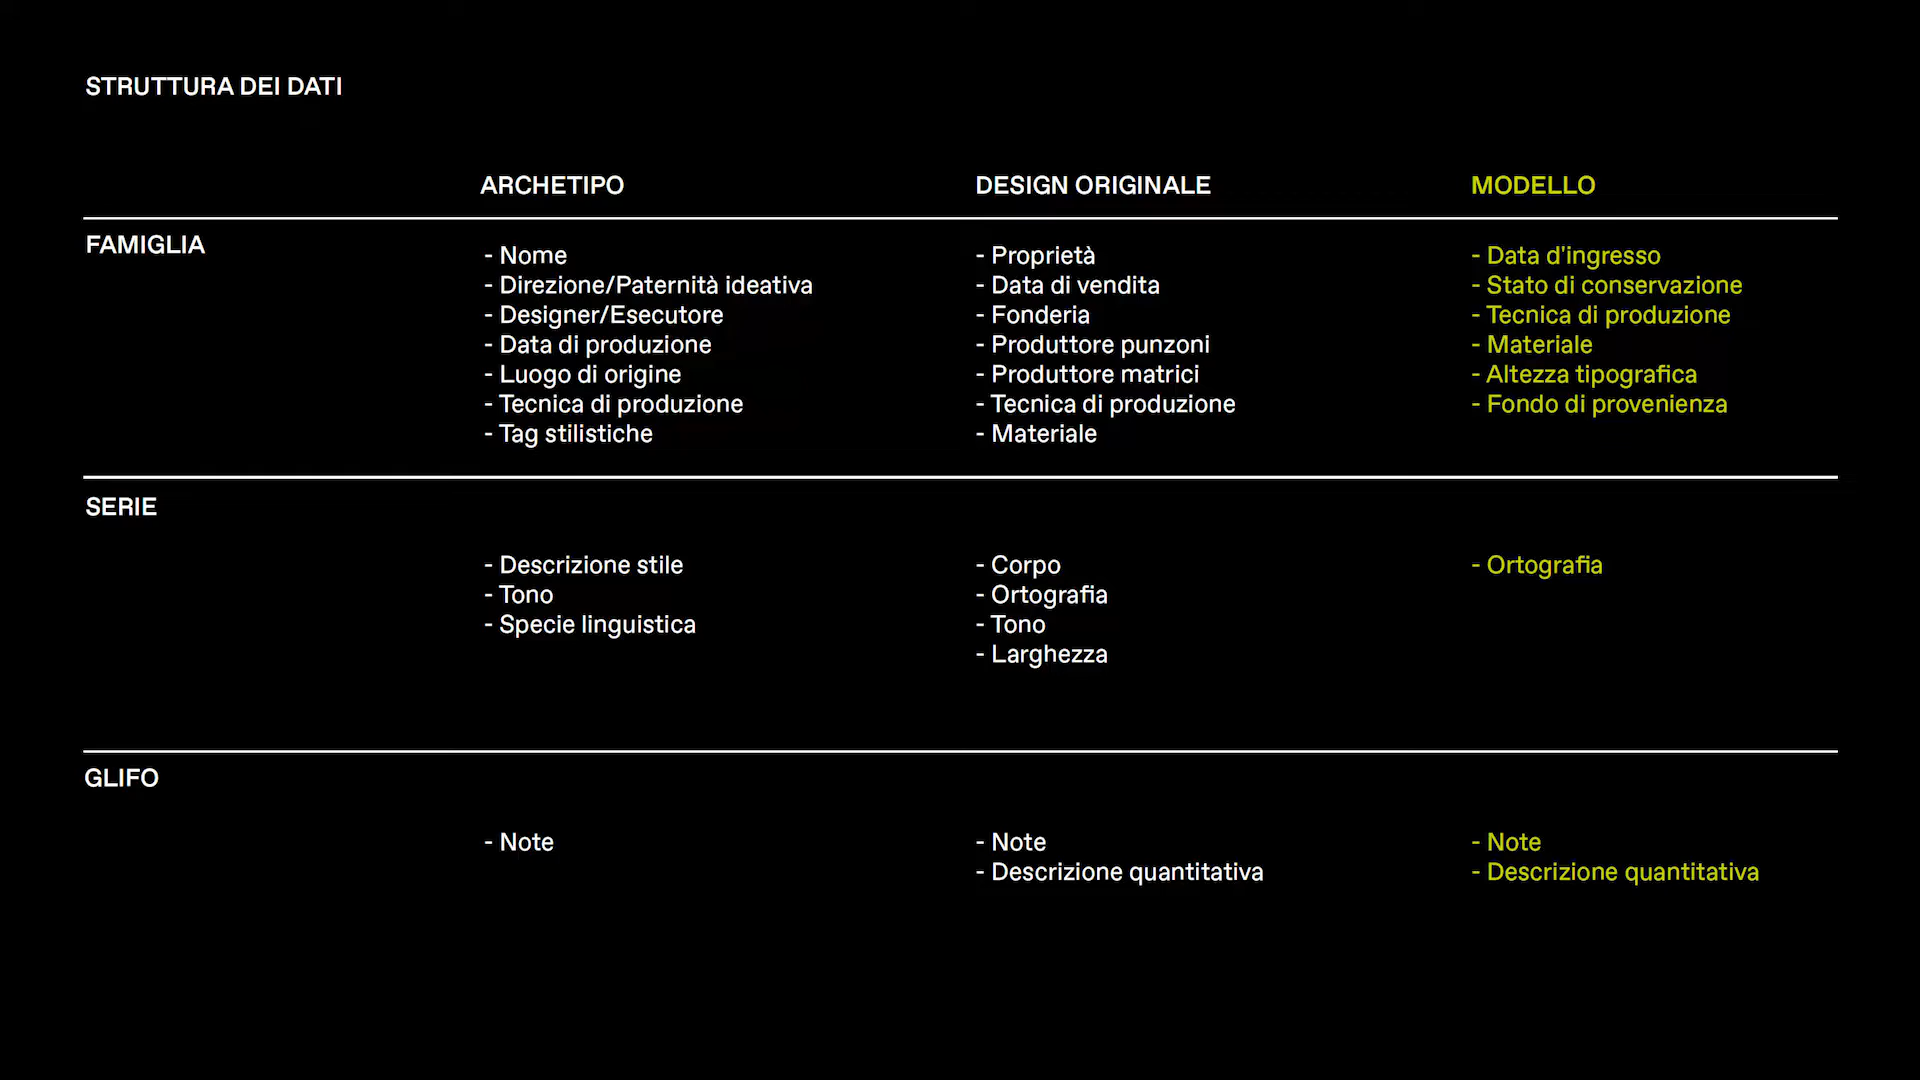 STRUTTURA DEI DATI
ARCHETIPO
DESIGN ORIGINALE
MODELLO
FAMIGLIA
- Nome
- Direzione/Paternità ideativa
- Designer/Esecutore
- Data di produzione
- Luogo di origine
- Tecnica di produzione
- Tag stilistiche
- Proprietà
- Data di vendita
- Fonderia
- Produttore punzoni
- Produttore matrici
- Tecnica di produzione
- Materiale
- Data d'ingresso
- Stato di conservazione
- Tecnica di produzione
- Materiale
- Altezza tipografica
- Fondo di provenienza
SERIE
- Descrizione stile
- Tono
- Specie linguistica
- Corpo
- Ortografia
- Tono
- Larghezza
- Ortografia
GLIFO
- Note
- Note
- Descrizione quantitativa
- Note
- Descrizione quantitativa